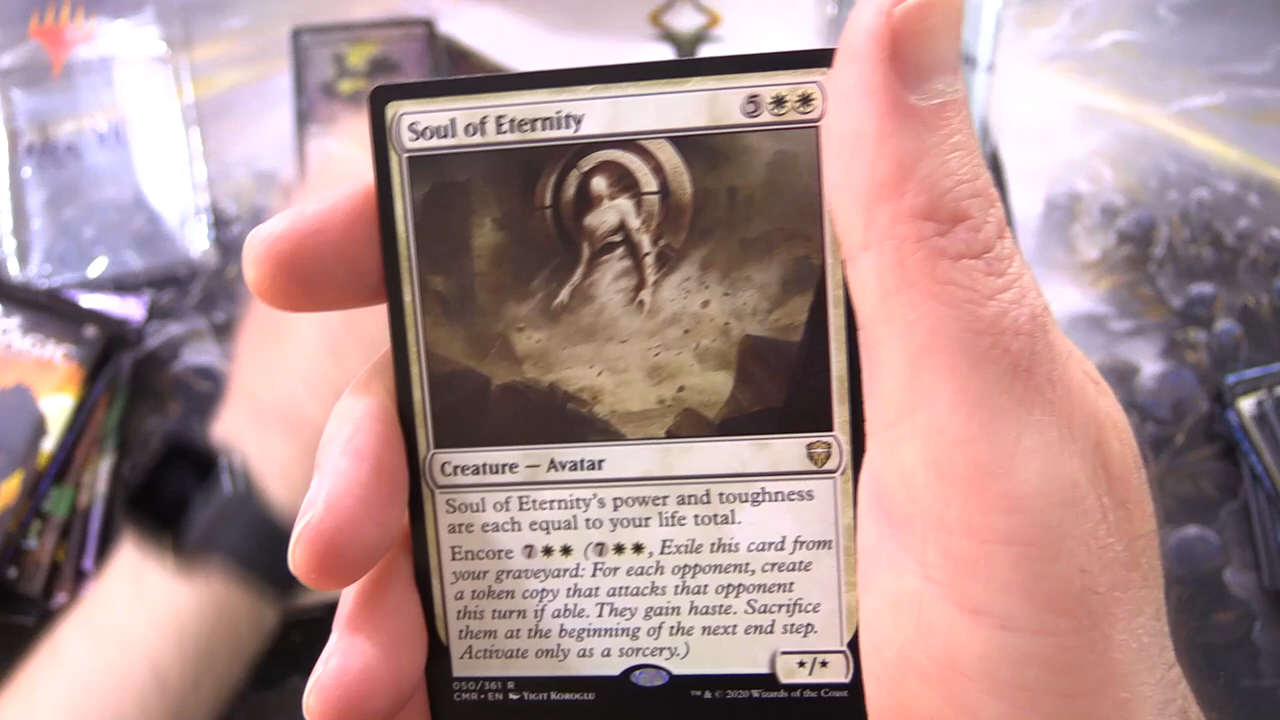 Soul of Eternity 5
Creature — Avatar
Soul of Eternity's power and toughness
are each equal to your life total.
Encore 7 (7, Exile this card from
your graveyard: For each opponent, create
a token copy that attacks that opponent
this turn if able. They gain haste. Sacrifice
them at the beginning of the next end step.
Activate only as a sorcery.)
★/★
050/361 R
CMR • EN YIGIT KOROGLU
™ & © 2020 Wizards of the Coast